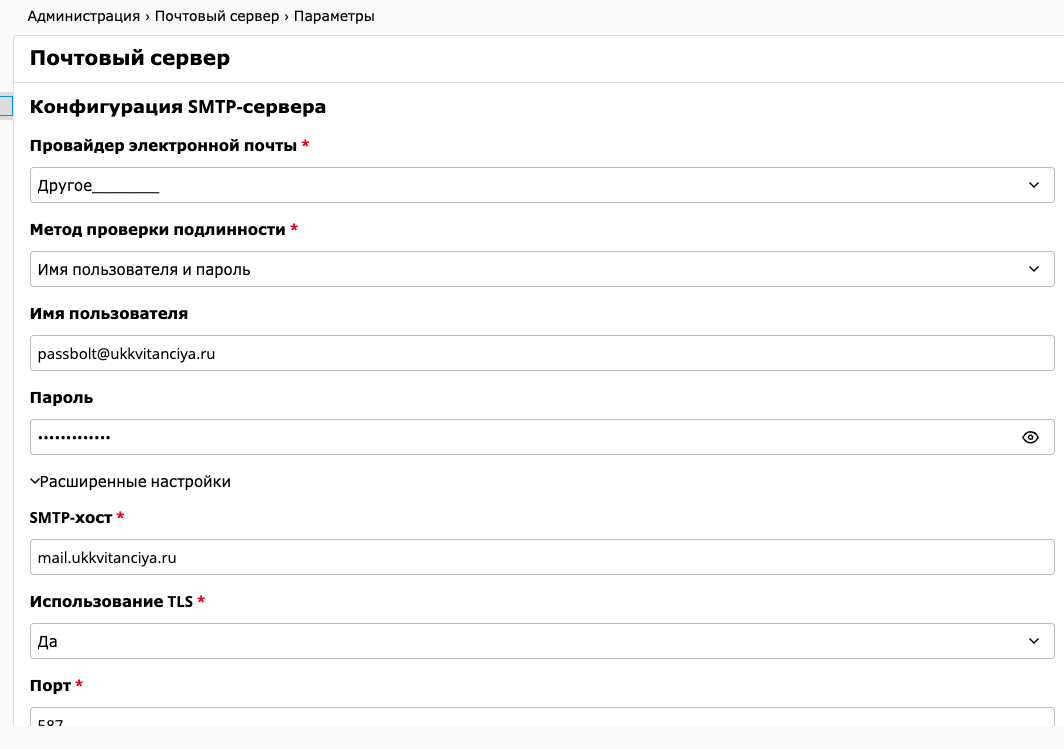 Администрация › Почтовый сервер › Параметры
Почтовый сервер
Конфигурация SMTP-сервера
Провайдер электронной почты *
Другое_________
Метод проверки подлинности *
Имя пользователя и пароль
Имя пользователя
passbolt@ukkvitanciya.ru
Пароль
•••••••••••••
Расширенные настройки
SMTP-хост *
mail.ukkvitanciya.ru
Использование TLS *
Да
Порт *
587